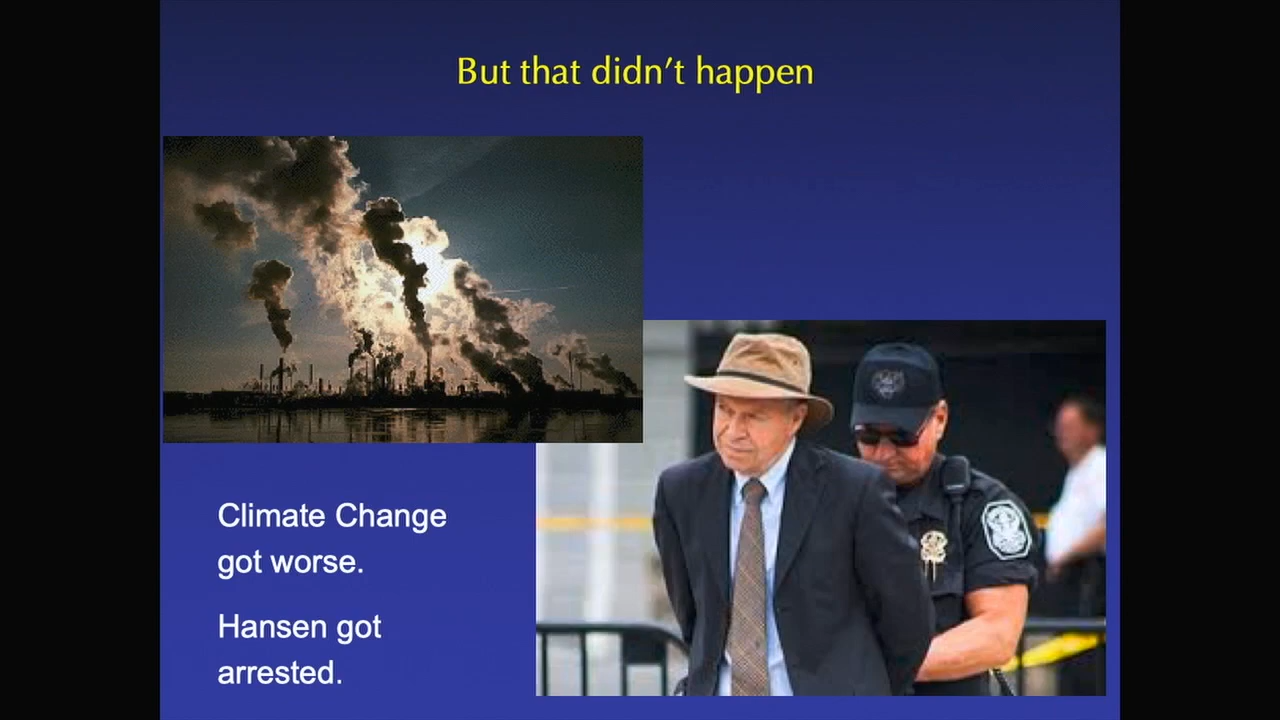 But that didn’t happen
Climate Change
got worse.
Hansen got
arrested.